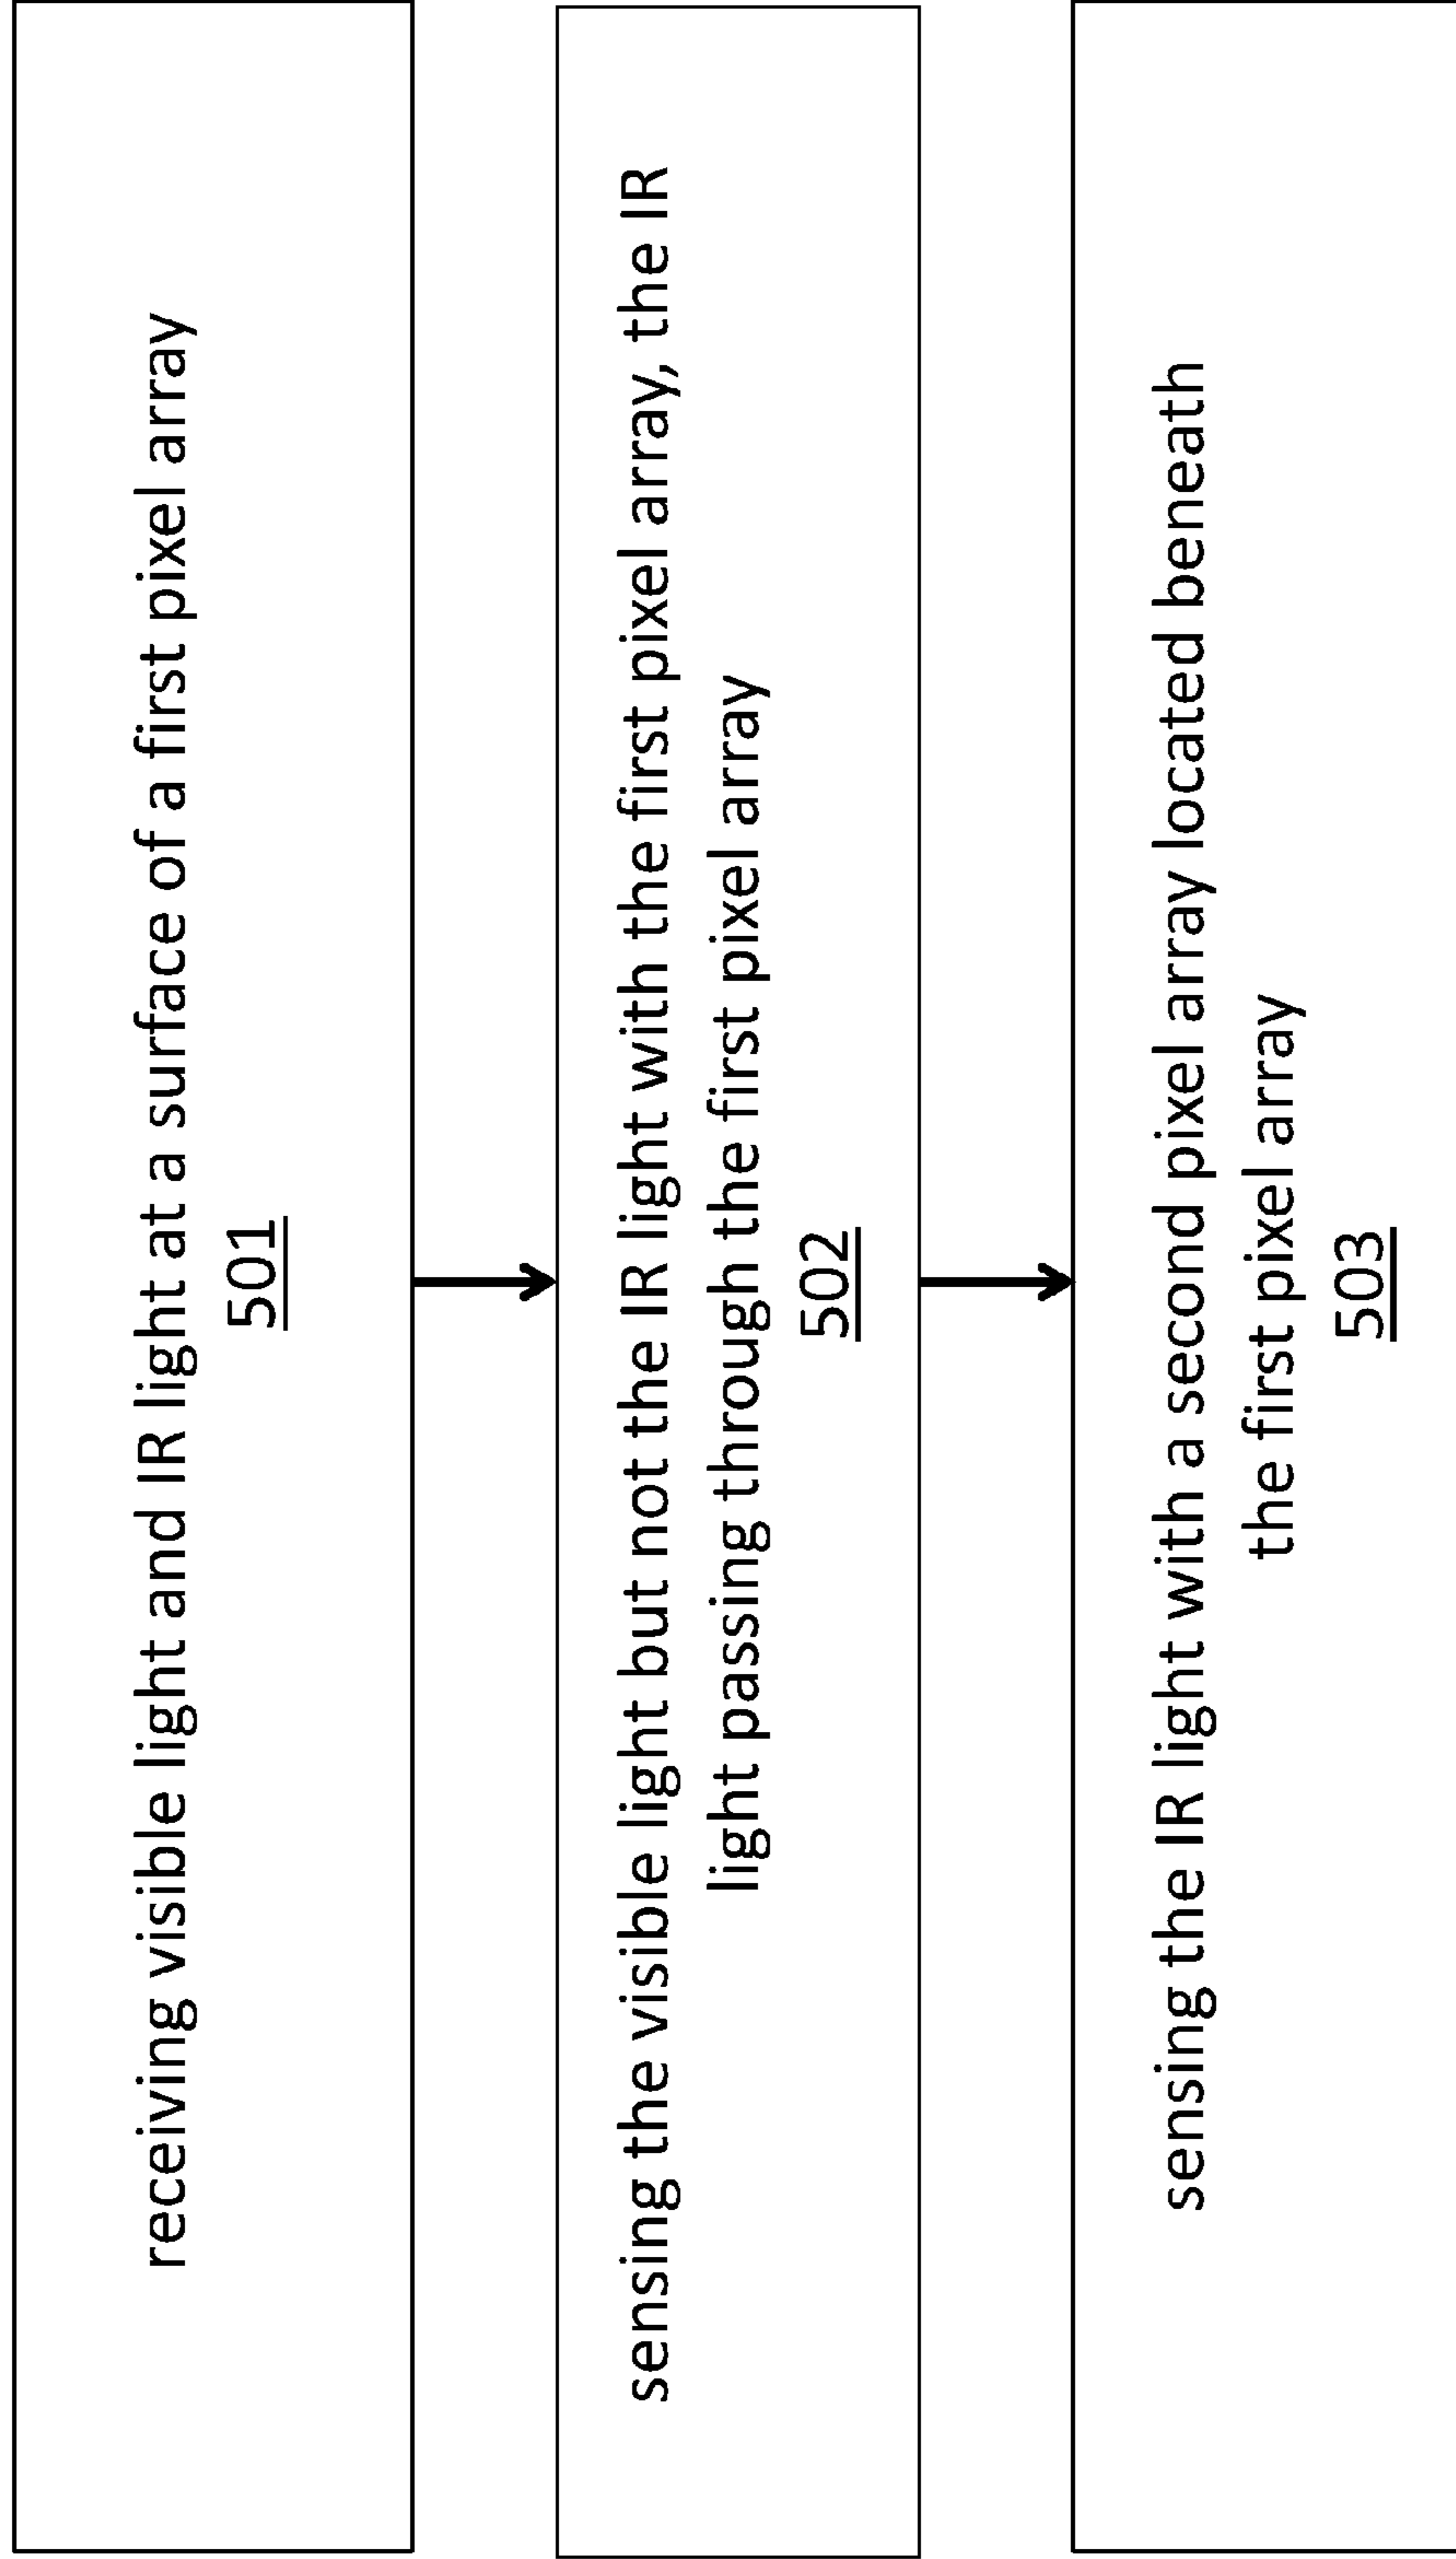 receiving visible light and IR light at a surface of a first pixel array
501
sensing the visible light but not the IR light with the first pixel array, the IR
light passing through the first pixel array
502
sensing the IR light with a second pixel array located beneath
the first pixel array
503